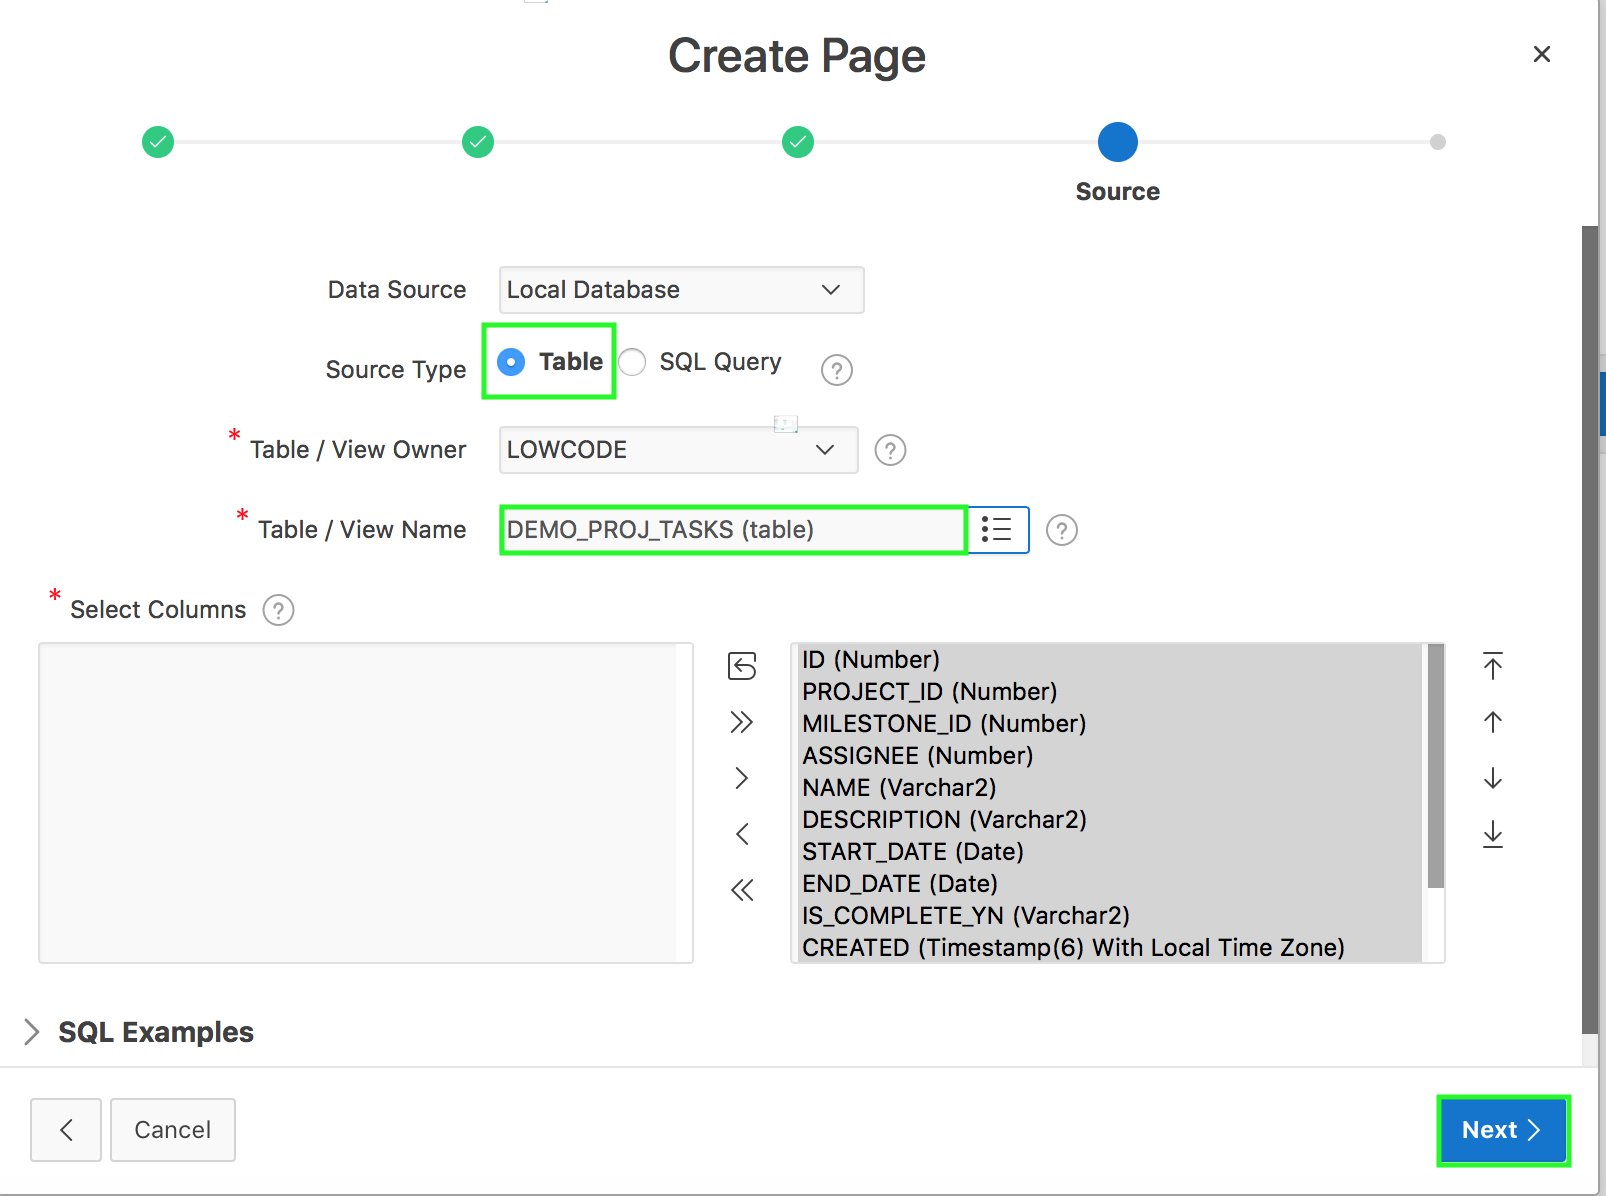 Create Page
Source
Data Source Local Database
Source Type Table SQL Query ?
* Table / View Owner LOWCODE ?
* Table / View Name DEMO_PROJ_TASKS (table) ?
* Select Columns ?
ID (Number)
PROJECT_ID (Number)
MILESTONE_ID (Number)
ASSIGNEE (Number)
NAME (Varchar2)
DESCRIPTION (Varchar2)
START_DATE (Date)
END_DATE (Date)
IS_COMPLETE_YN (Varchar2)
CREATED (Timestamp(6) With Local Time Zone)
SQL Examples
Cancel
Next